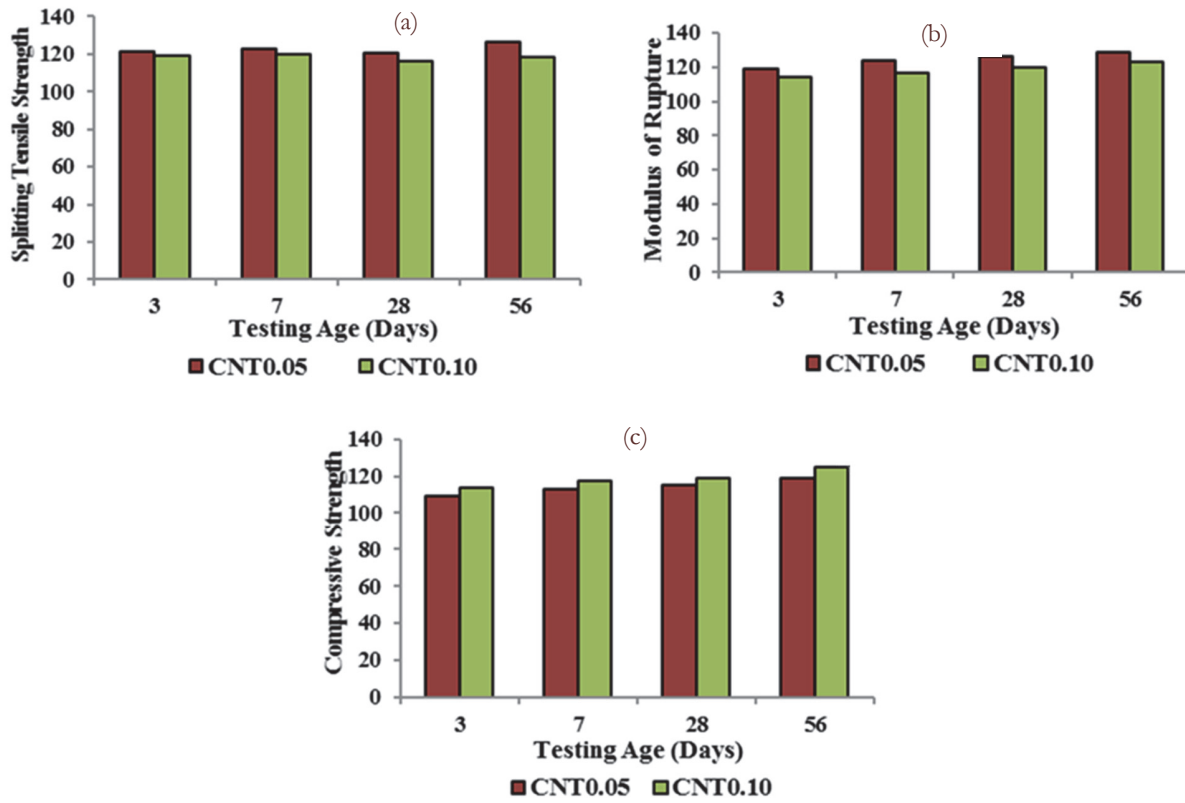 (a)
Splitting Tensile Strength
140
120
100
80
60
40
20
0
3 7 28 56
Testing Age (Days)
CNT0.05 CNT0.10
(b)
Modulus of Rupture
140
120
100
80
60
40
20
0
3 7 28 56
Testing Age (Days)
CNT0.05 CNT0.10
(c)
Compressive Strength
140
120
100
80
60
40
20
0
3 7 28 56
Testing Age (Days)
CNT0.05 CNT0.10